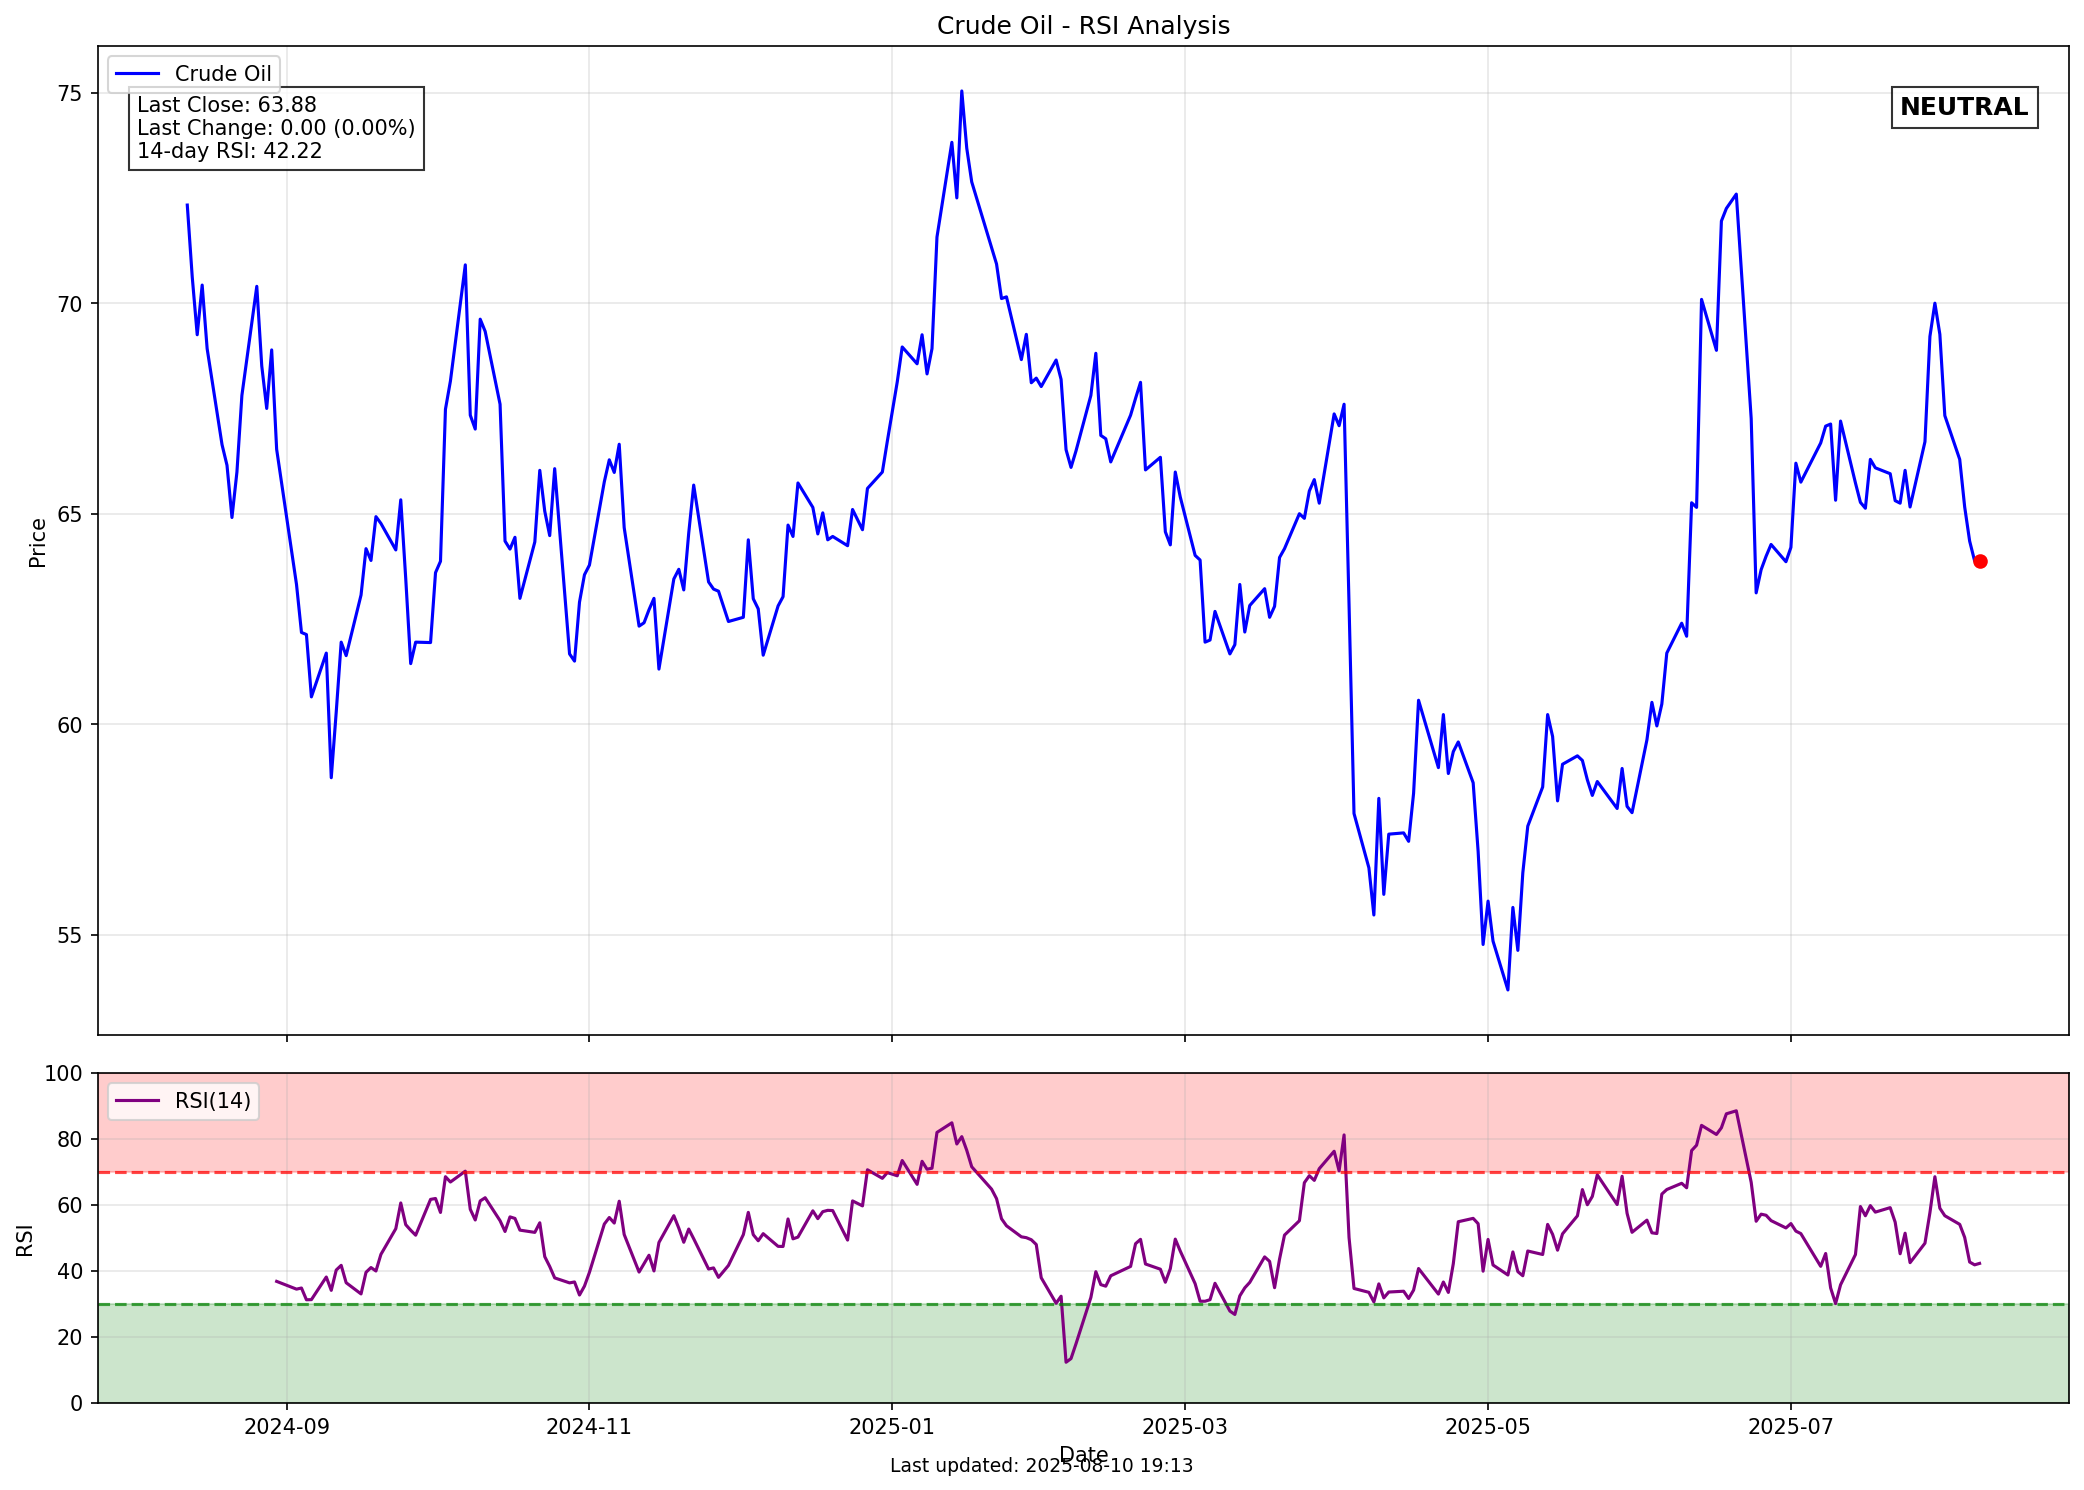 Crude Oil - RSI Analysis
Crude Oil
Last Close: 63.88
Last Change: 0.00 (0.00%)
14-day RSI: 42.22
NEUTRAL
75
70
65
60
55
Price
RSI(14)
100
80
60
40
20
0
RSI
2024-09
2024-11
2025-01
2025-03
2025-05
2025-07
Date
Last updated: 2025-08-10 19:13